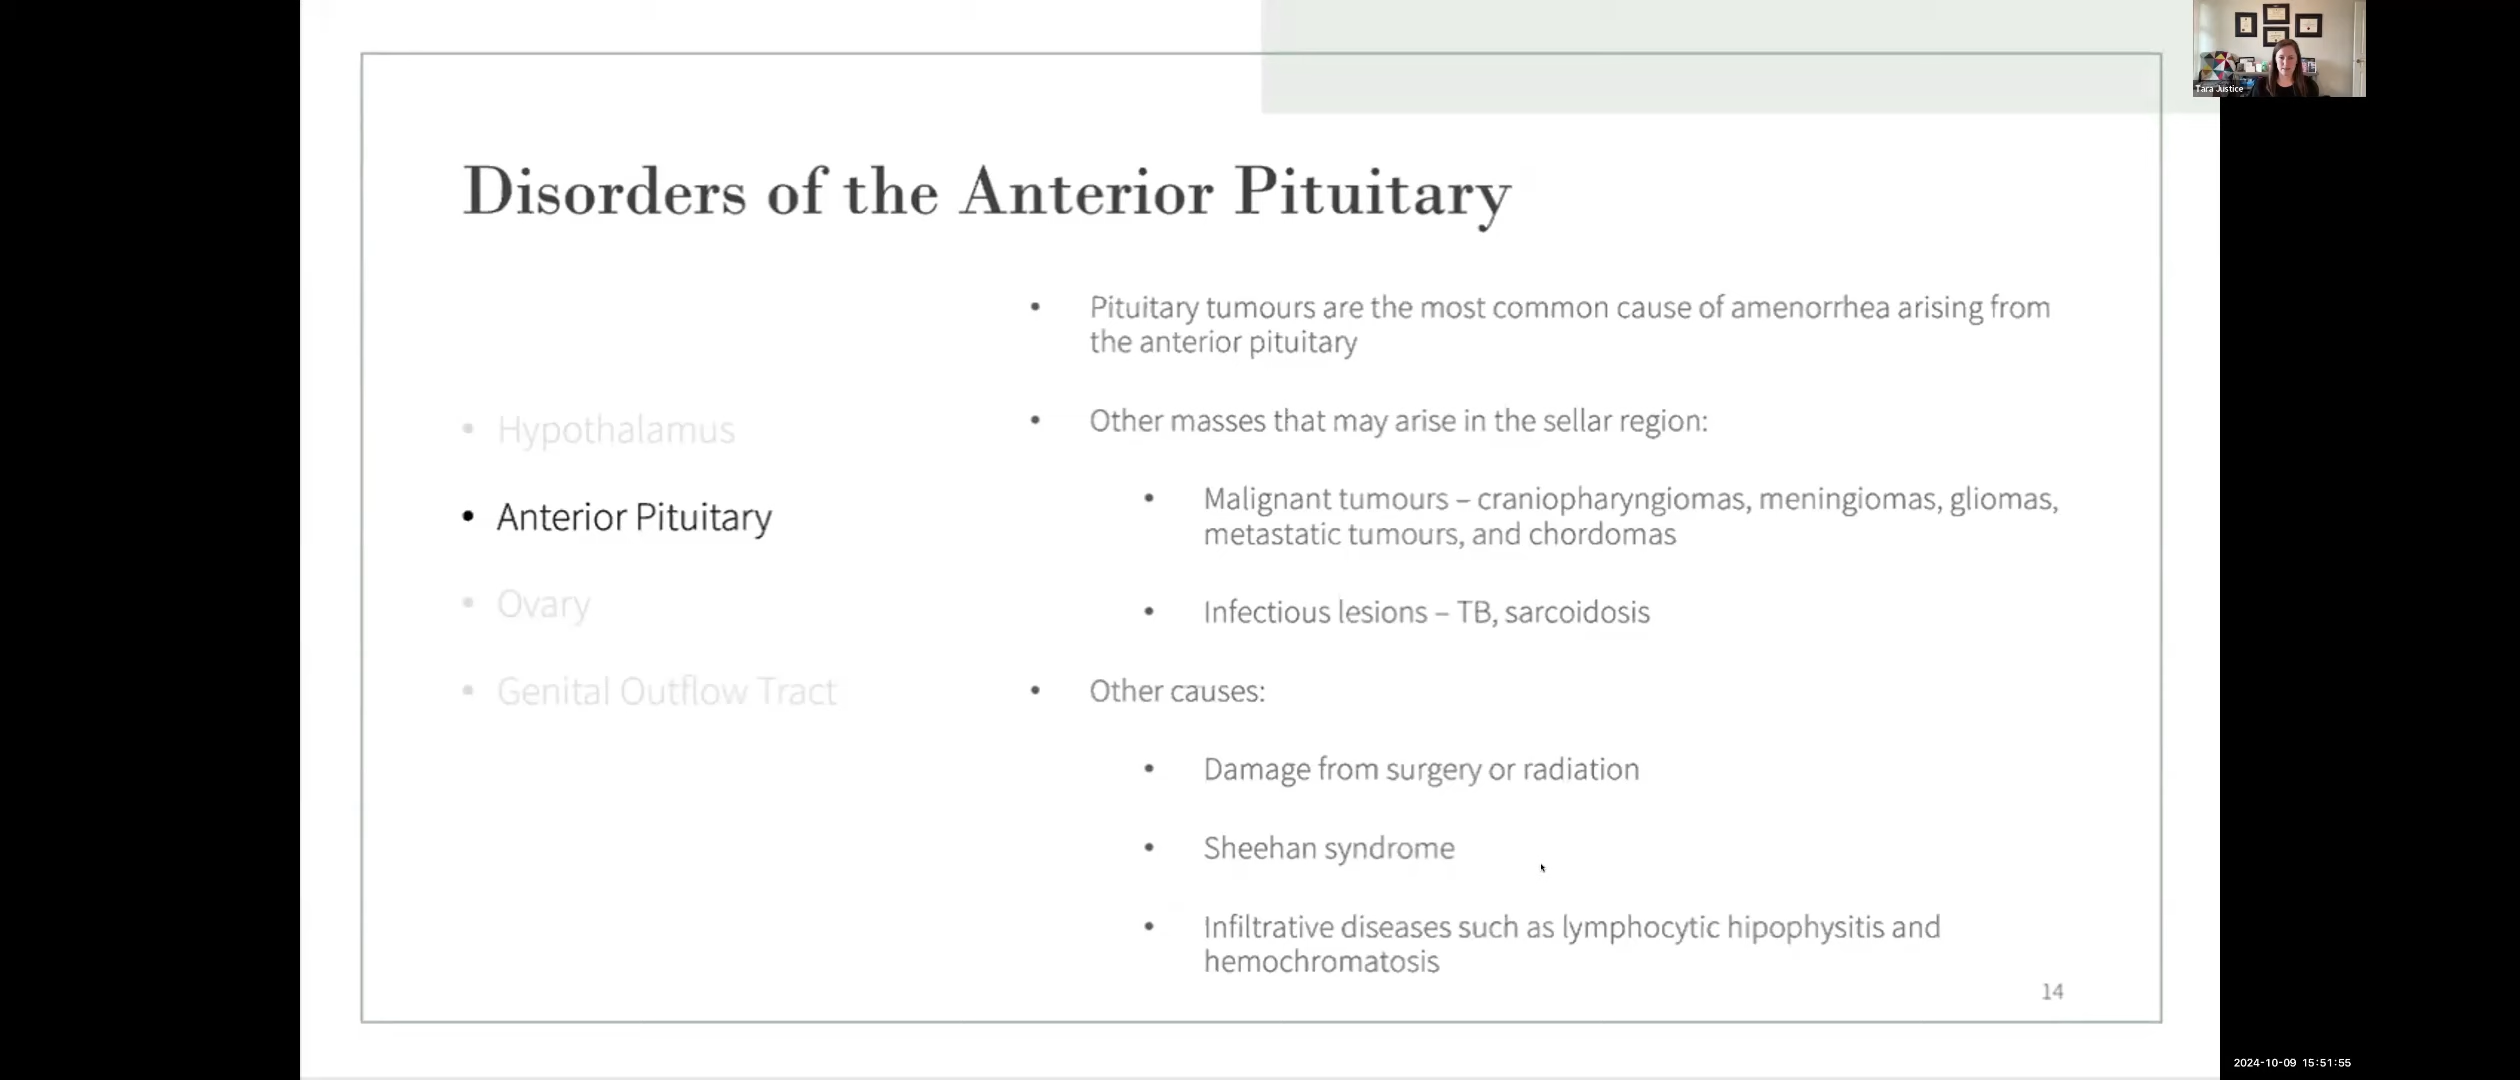 Tara Justice
Disorders of the Anterior Pituitary
• Hypothalamus
• Anterior Pituitary
• Ovary
• Genital Outflow Tract
• Pituitary tumours are the most common cause of amenorrhea arising from
the anterior pituitary
• Other masses that may arise in the sellar region:
• Malignant tumours – craniopharyngiomas, meningiomas, gliomas,
metastatic tumours, and chordomas
• Infectious lesions – TB, sarcoidosis
• Other causes:
• Damage from surgery or radiation
• Sheehan syndrome
• Infiltrative diseases such as lymphocytic hipophysitis and
hemochromatosis
14
2024-10-09 15:51:55